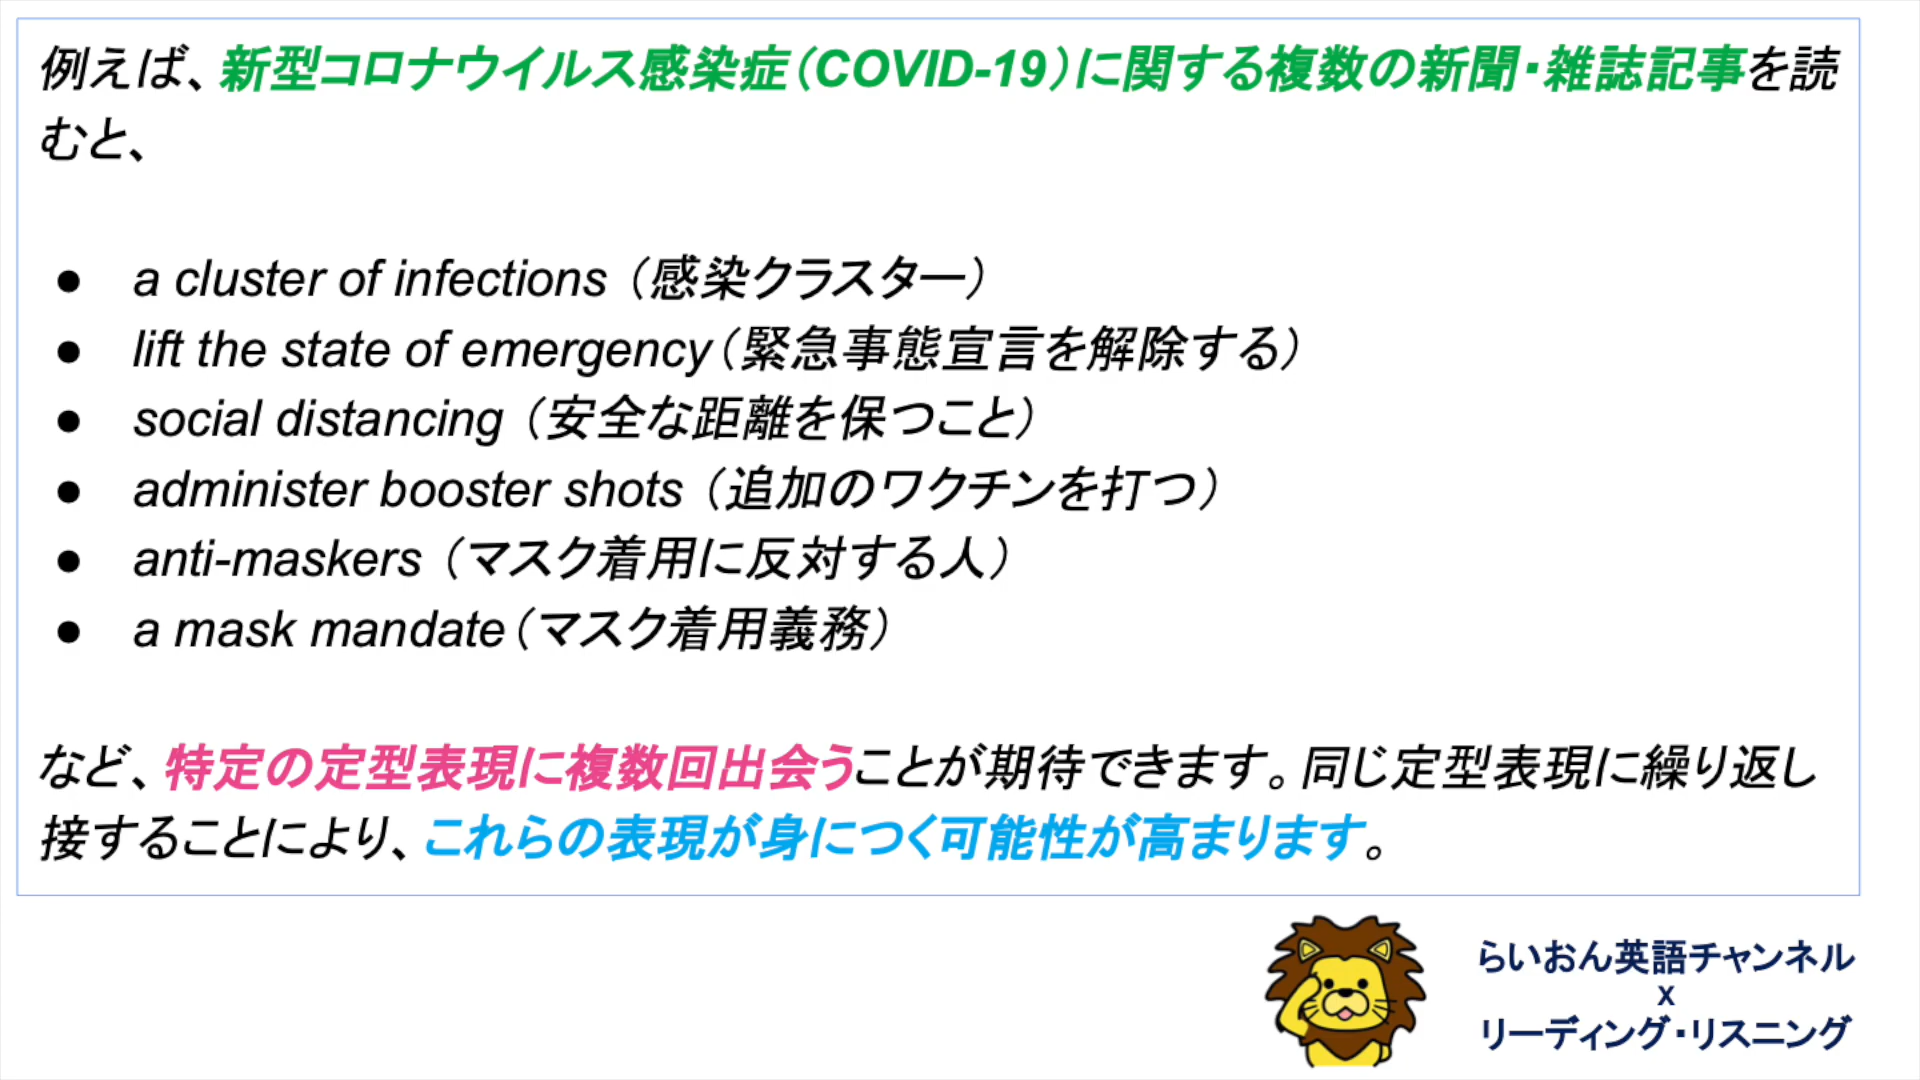 例えば、新型コロナウイルス感染症（COVID-19）に関する複数の新聞・雑誌記事を読
むと、
● a cluster of infections （感染クラスター）
● lift the state of emergency（緊急事態宣言を解除する）
● social distancing （安全な距離を保つこと）
● administer booster shots （追加のワクチンを打つ）
● anti-maskers （マスク着用に反対する人）
● a mask mandate（マスク着用義務）
など、特定の定型表現に複数回出会うことが期待できます。同じ定型表現に繰り返し
接することにより、これらの表現が身につく可能性が高まります。
らいおん英語チャンネル
x
リーディング・リスニング